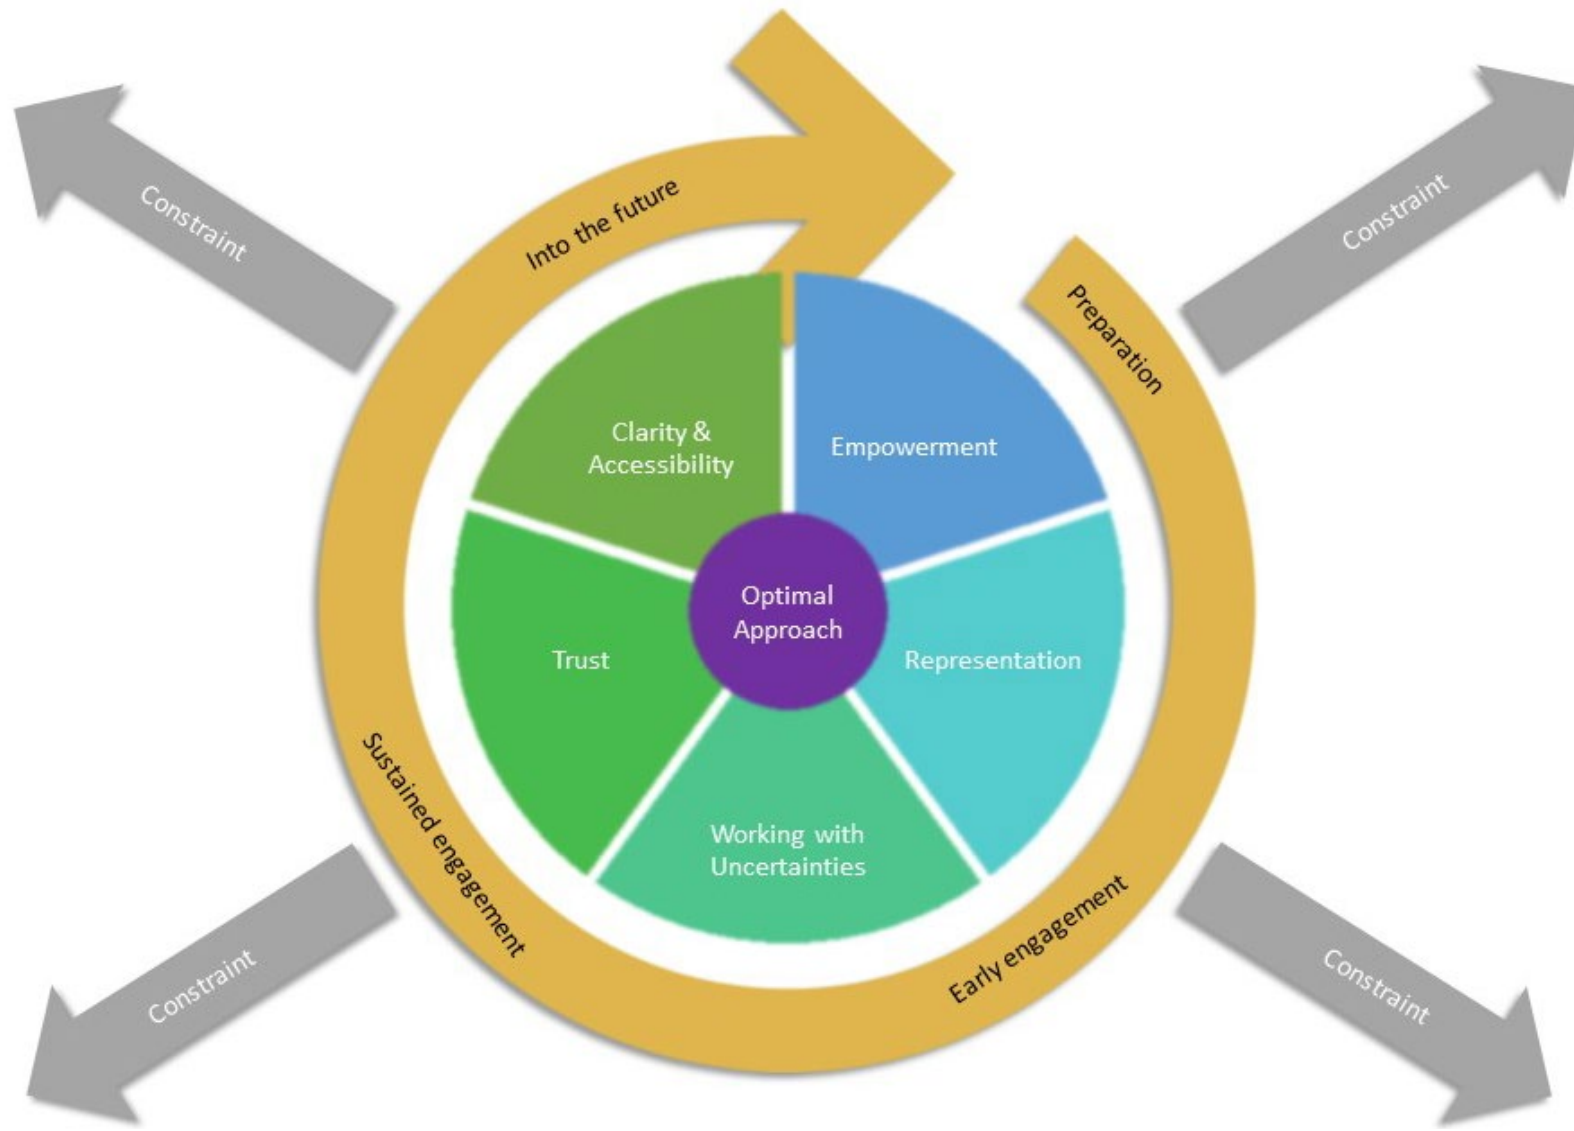 Constraint
Constraint
Into the future
Preparation
Clarity &
Accessibility
Empowerment
Optimal
Approach
Trust
Representation
Working with
Uncertainties
Sustained engagement
Early engagement
Constraint
Constraint